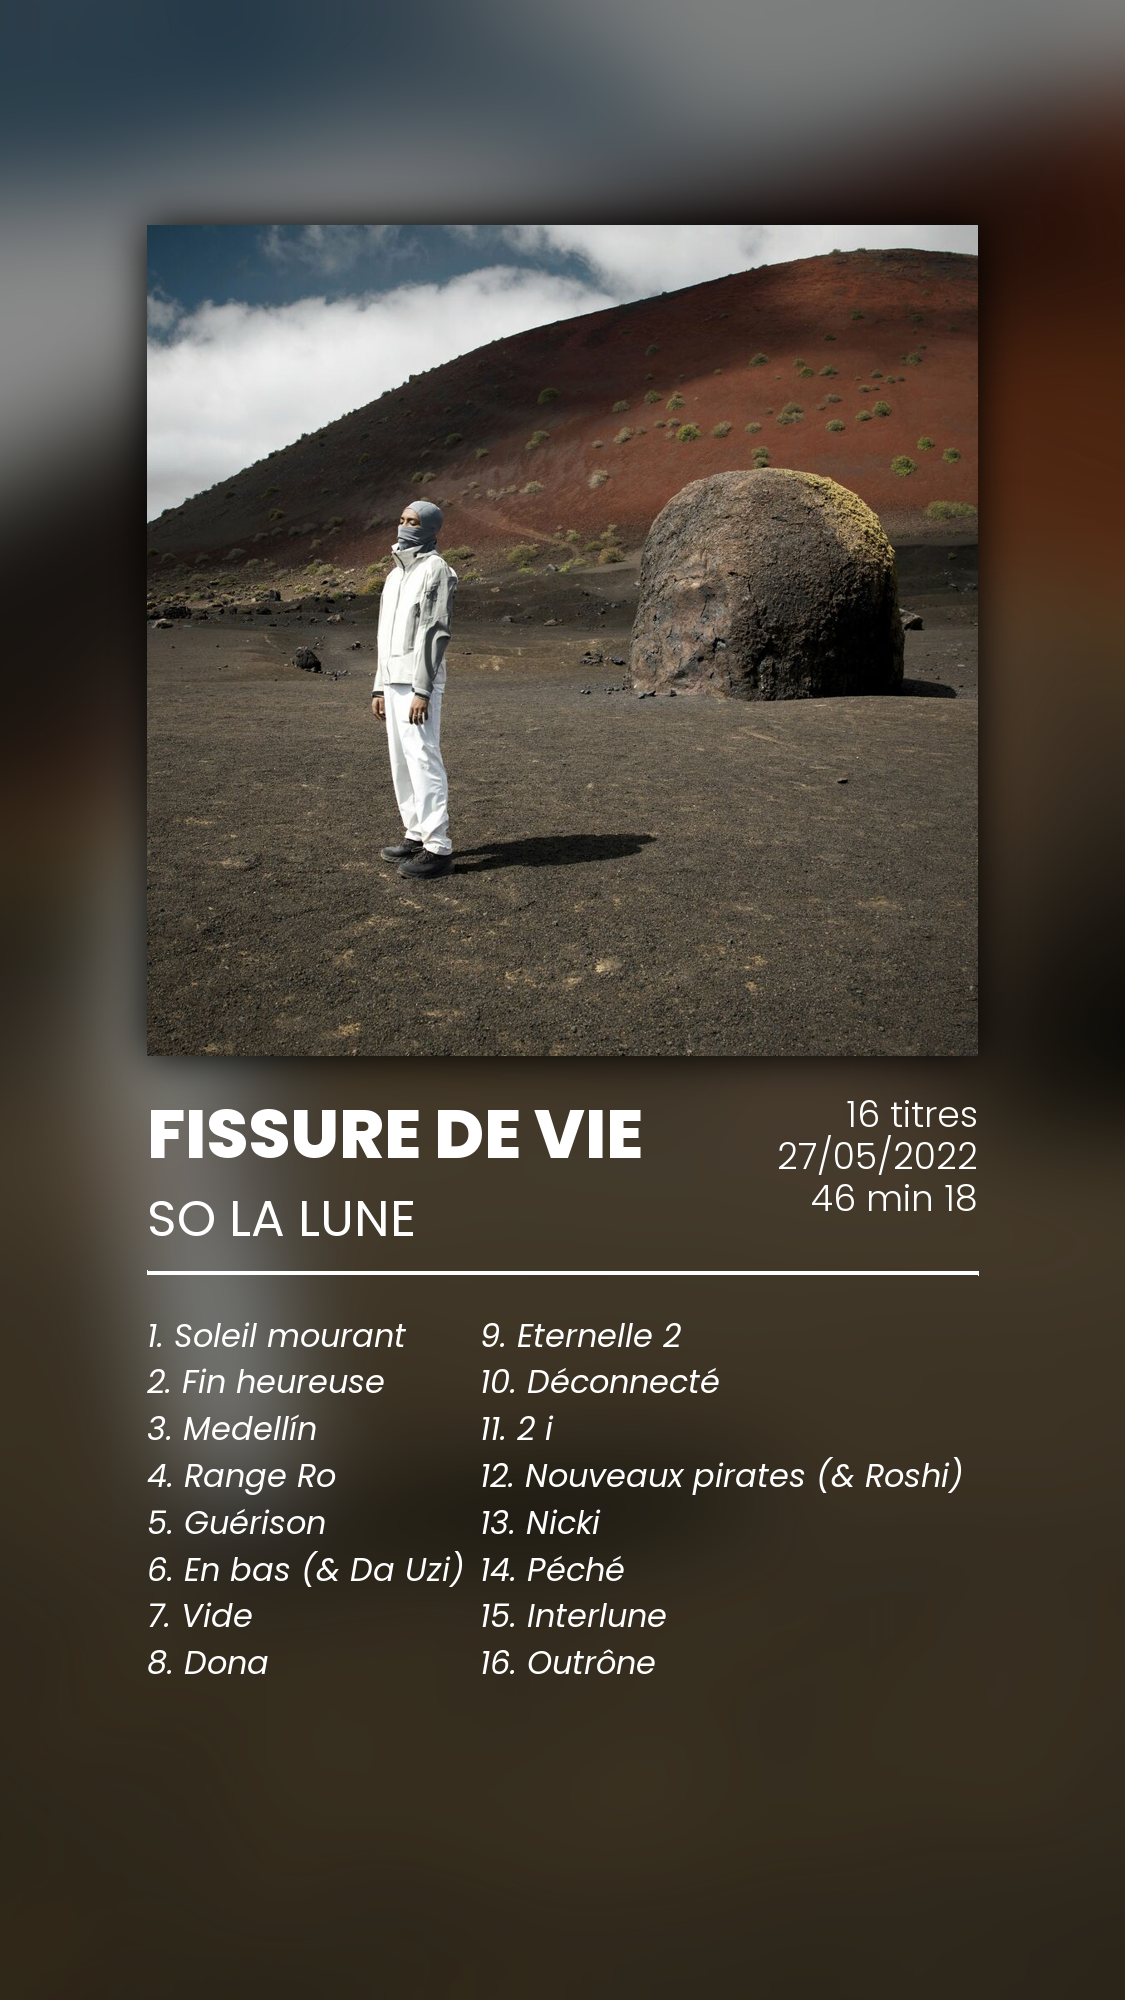 FISSURE DE VIE
SO LA LUNE
16 titres
27/05/2022
46 min 18
1. Soleil mourant
2. Fin heureuse
3. Medellín
4. Range Ro
5. Guérison
6. En bas (& Da Uzi)
7. Vide
8. Dona
9. Eternelle 2
10. Déconnecté
11. 2 i
12. Nouveaux pirates (& Roshi)
13. Nicki
14. Péché
15. Interlune
16. Outrône